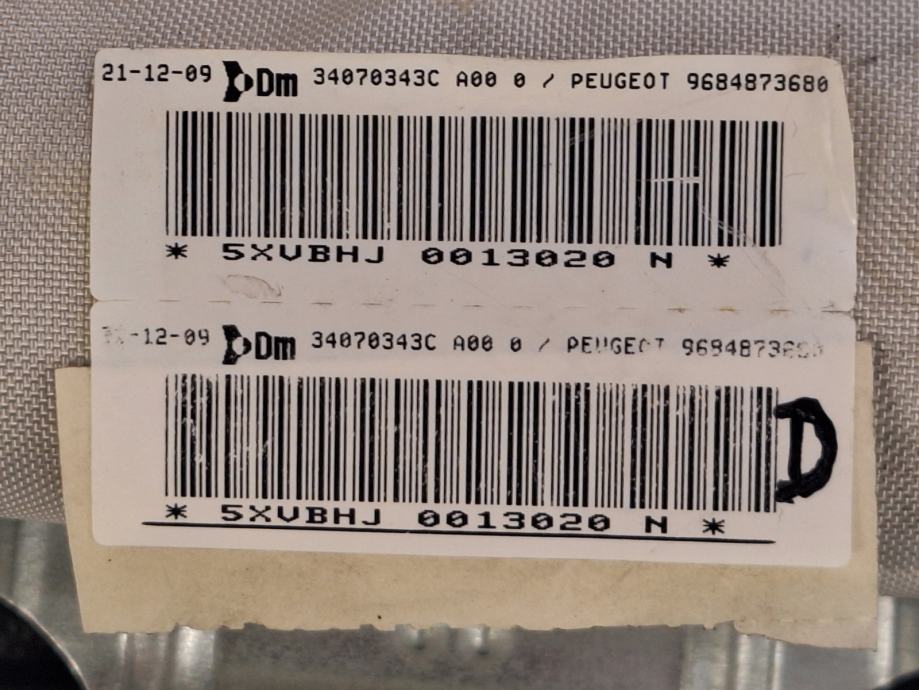 21-12-09 Dm 34070343C A00 0 / PEUGEOT 9684873680
* 5XVBHJ 0013020 N *
-12-09 Dm 34070343C A00 0 / PEUGEOT 9684873680
* 5XVBHJ 0013020 N *
D